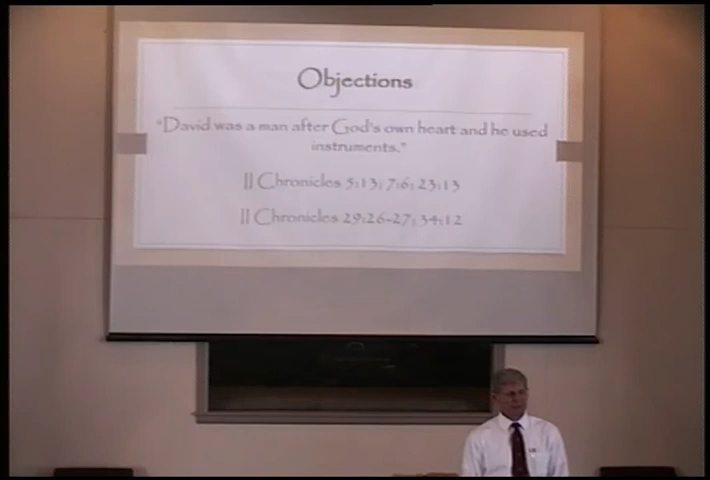 Objections
"David was a man after God's own heart and he used
instruments."
II Chronicles 5:13; 7:6; 23:13
II Chronicles 29:26-27; 34:12